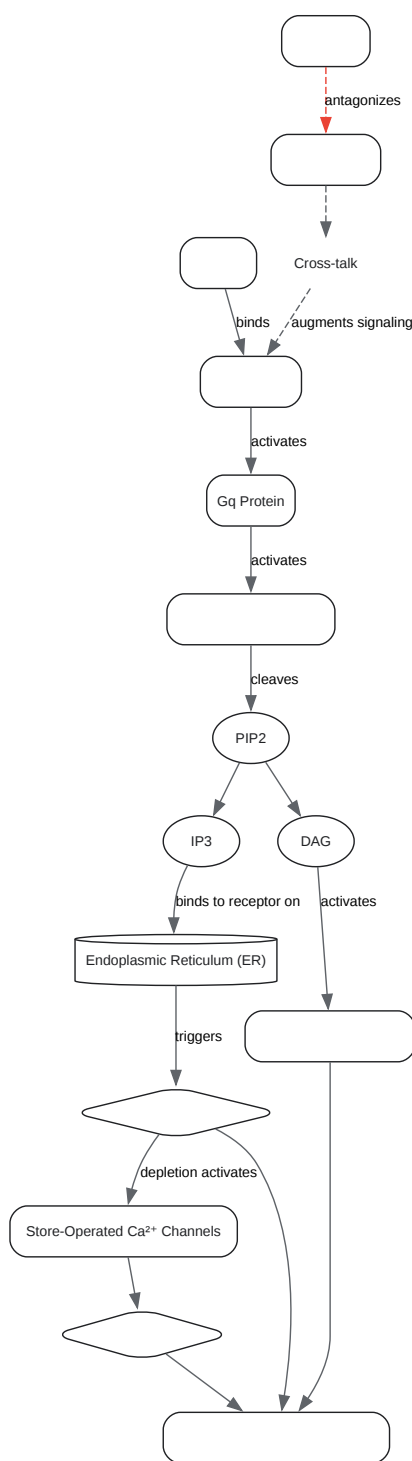 antagonizes
Cross-talk
binds
augments signaling
activates
Gq Protein
activates
cleaves
PIP2
IP3
DAG
binds to receptor on
activates
Endoplasmic Reticulum (ER)
triggers
depletion activates
Store-Operated Ca²⁺ Channels